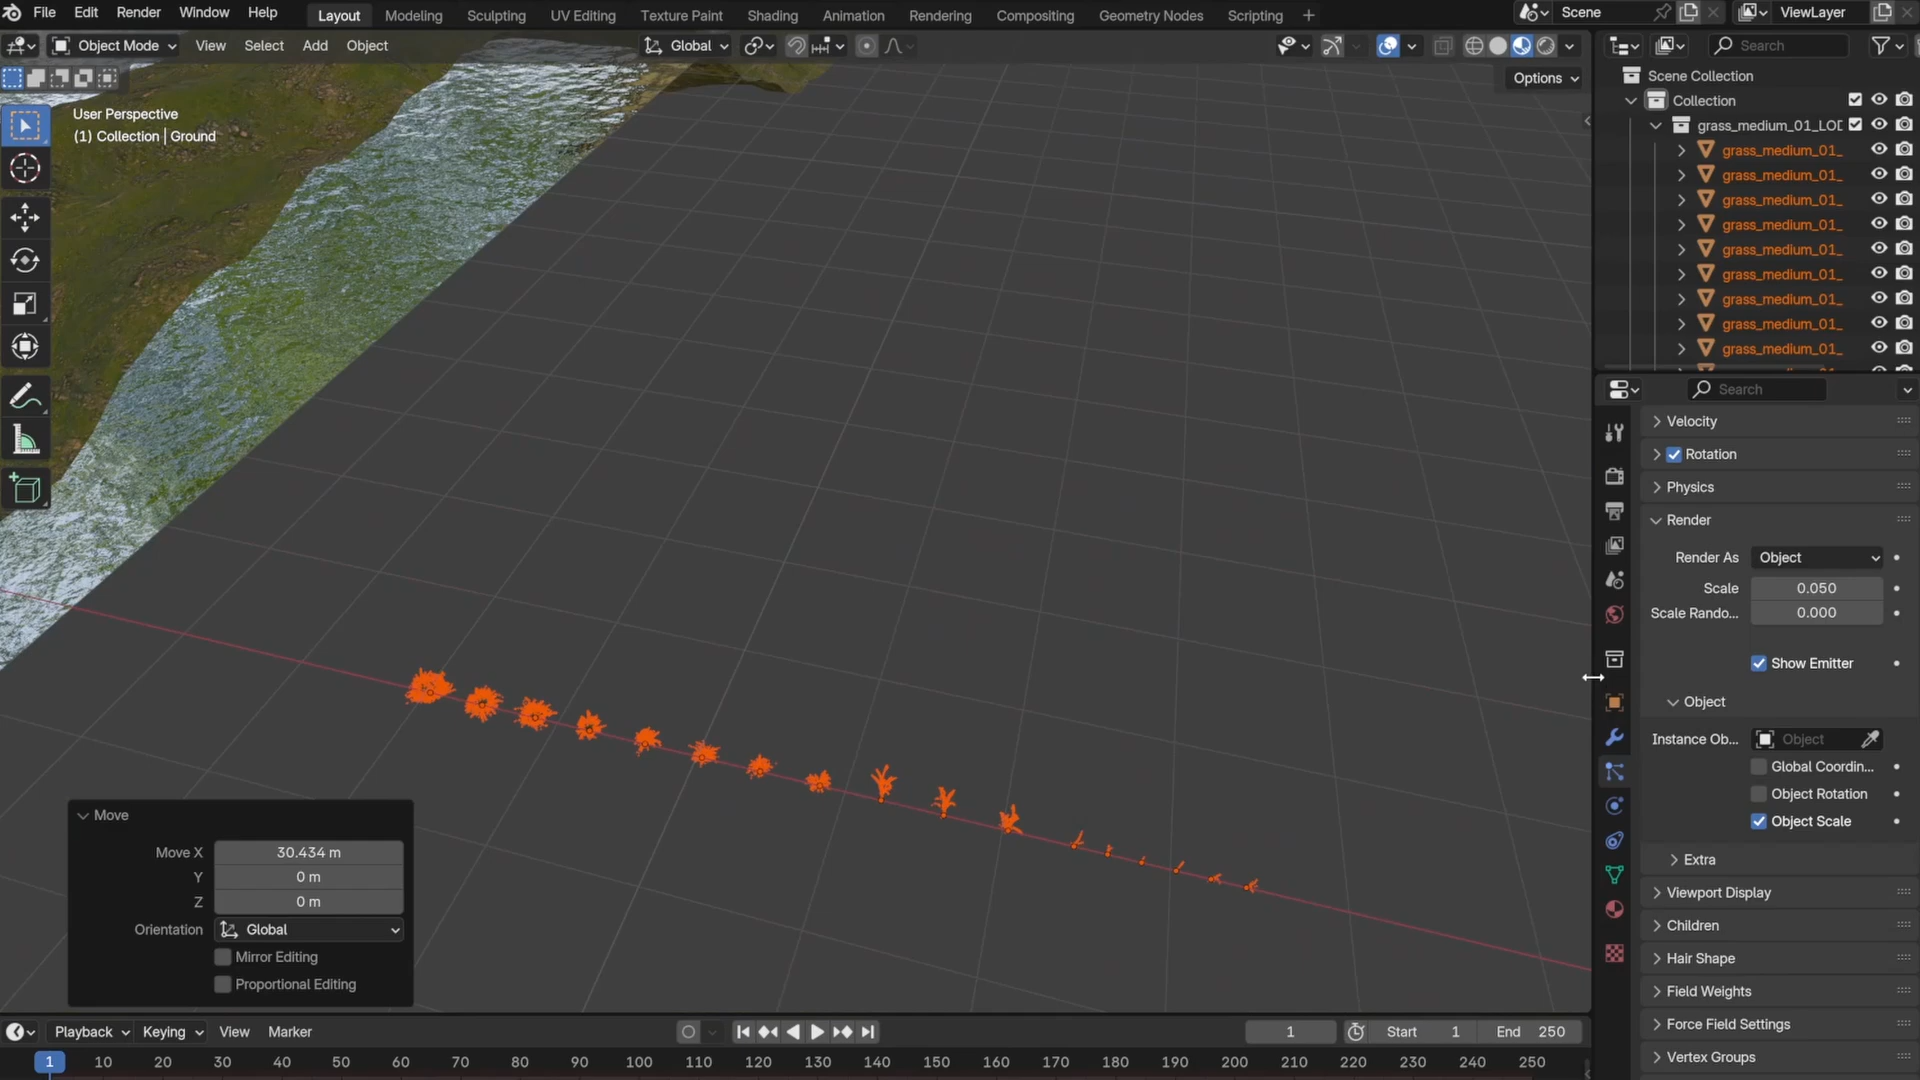 File Edit Render Window Help Layout Modeling Sculpting UV Editing Texture Paint Shading Animation Rendering Compositing Geometry Nodes Scripting + Scene ViewLayer
Object Mode View Select Add Object Global Search
Options
User Perspective
(1) Collection | Ground
Scene Collection
Collection
grass_medium_01_LOD
grass_medium_01_
grass_medium_01_
grass_medium_01_
grass_medium_01_
grass_medium_01_
grass_medium_01_
grass_medium_01_
grass_medium_01_
grass_medium_01_
Search
Velocity
Rotation
Physics
Render
Render As Object
Scale 0.050
Scale Rando... 0.000
Show Emitter
Object
Instance Ob... Object
Global Coordin...
Object Rotation
Object Scale
Extra
Viewport Display
Children
Hair Shape
Field Weights
Force Field Settings
Vertex Groups
Move
Move X 30.434 m
Y 0 m
Z 0 m
Orientation Global
Mirror Editing
Proportional Editing
Playback Keying View Marker 1 Start 1 End 250
1 10 20 30 40 50 60 70 80 90 100 110 120 130 140 150 160 170 180 190 200 210 220 230 240 250